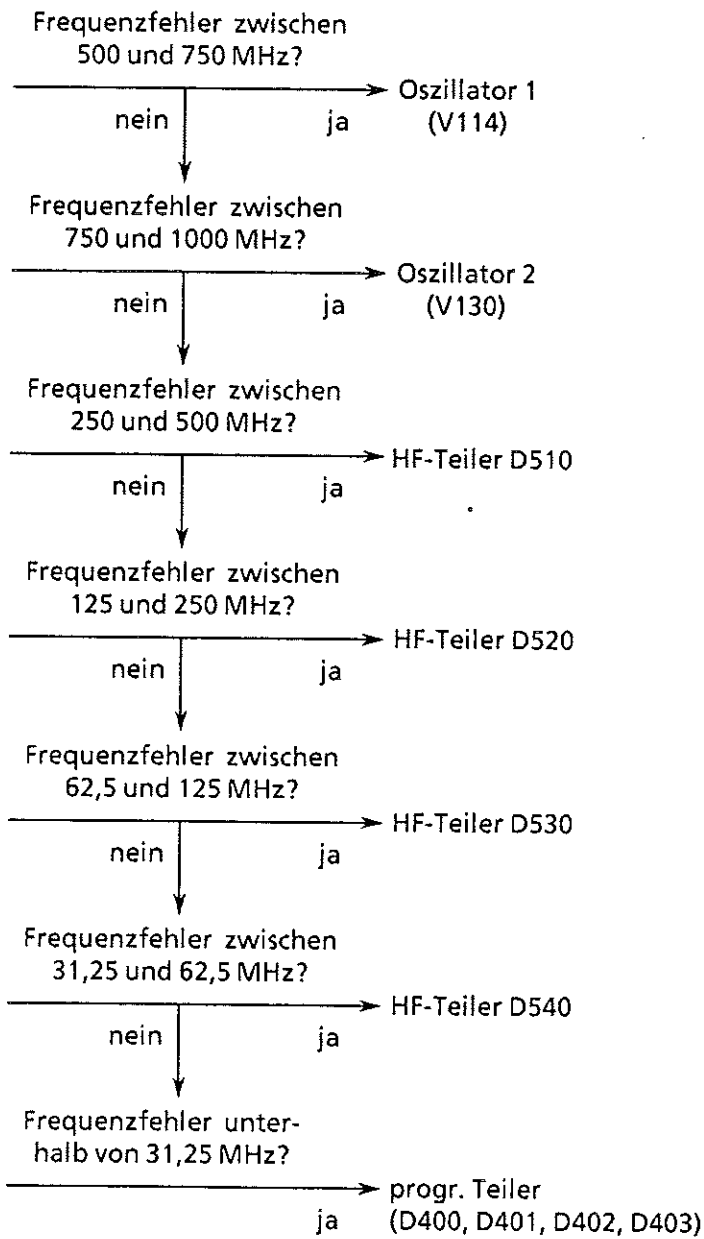 Frequenzfehler zwischen
500 und 750 MHz?
Oszillator 1
nein
ja
(V114)
Frequenzfehler zwischen
750 und 1000 MHz?
Oszillator 2
nein
ja
(V130)
Frequenzfehler zwischen
250 und 500 MHz?
HF-Teiler D510
nein
ja
Frequenzfehler zwischen
125 und 250 MHz?
HF-Teiler D520
nein
ja
Frequenzfehler zwischen
62,5 und 125 MHz?
HF-Teiler D530
nein
ja
Frequenzfehler zwischen
31,25 und 62,5 MHz?
HF-Teiler D540
nein
ja
Frequenzfehler unter-
halb von 31,25 MHz?
progr. Teiler
ja
(D400, D401, D402, D403)